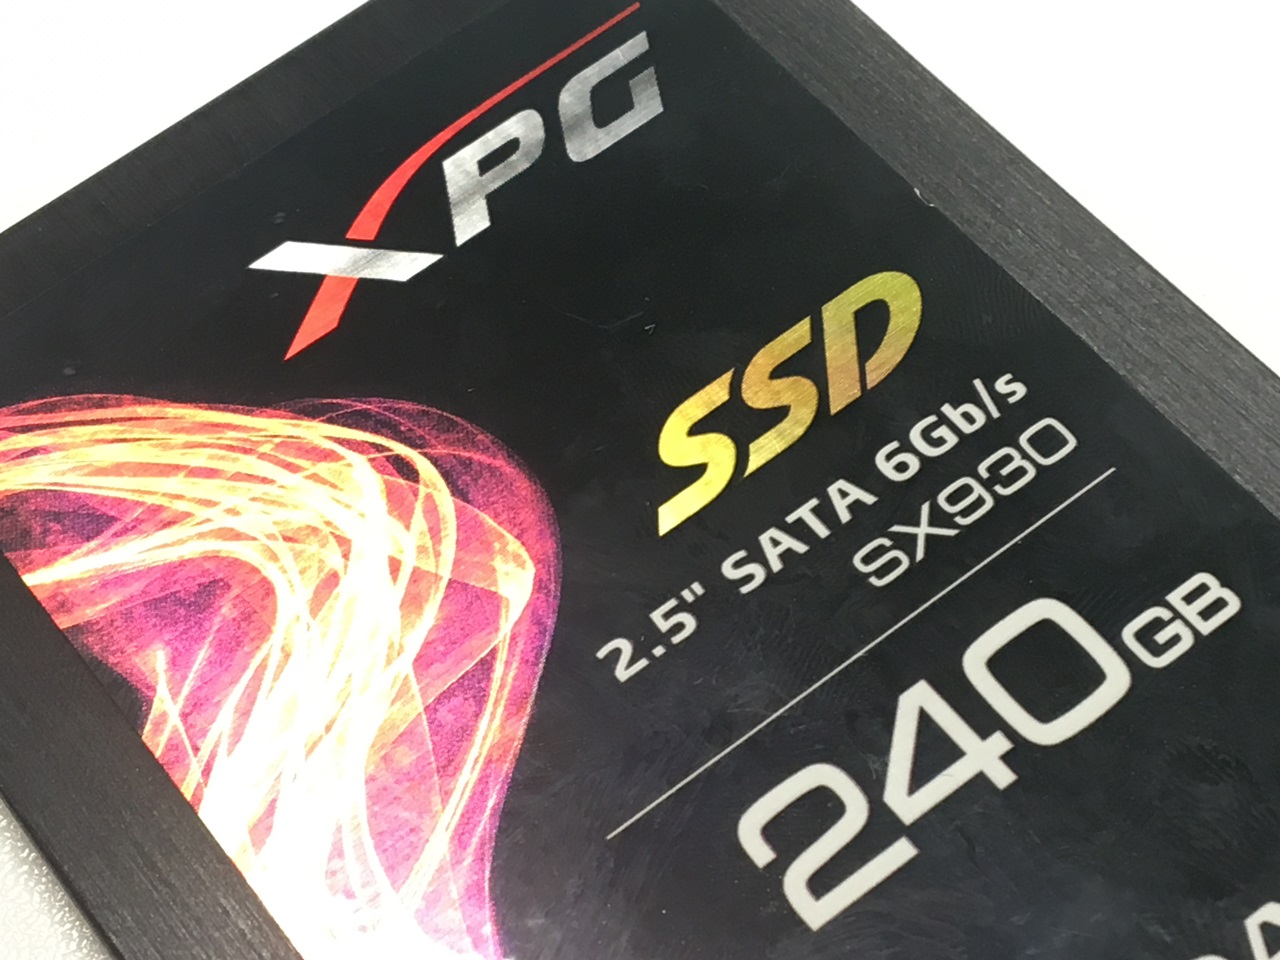 XPG
SSD
2.5" SATA 6Gb/s
SX930
240GB